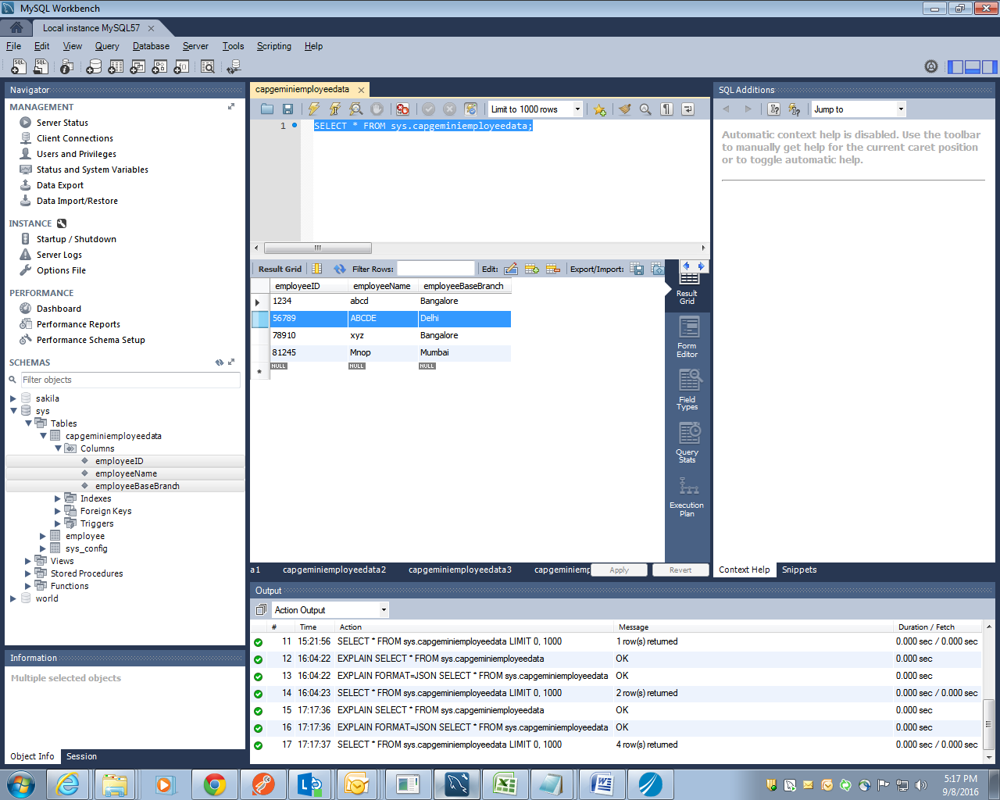 MySQL Workbench
Local instance MySQL57
File Edit View Query Database Server Tools Scripting Help
Navigator
MANAGEMENT
Server Status
Client Connections
Users and Privileges
Status and System Variables
Data Export
Data Import/Restore
INSTANCE
Startup / Shutdown
Server Logs
Options File
PERFORMANCE
Dashboard
Performance Reports
Performance Schema Setup
SCHEMAS
Filter objects
sakila
sys
Tables
capgeminiemployeedata
Columns
employeeID
employeeName
employeeBaseBranch
Indexes
Foreign Keys
Triggers
employee
sys_config
Views
Stored Procedures
Functions
world
Information
Multiple selected objects
Object Info Session
capgeminiemployeedata
Limit to 1000 rows
1 SELECT * FROM sys.capgeminiemployeedata;
Result Grid Filter Rows: Edit: Export/Import:
employeeID employeeName employeeBaseBranch
1234 abcd Bangalore
56789 ABCDE Delhi
78910 xyz Bangalore
81245 Mnop Mumbai
NULL NULL NULL
Result
Grid
Form
Editor
Field
Types
Query
Stats
Execution
Plan
a1 capgeminiemployeedata2 capgeminiemployeedata3 capgeminiemp Apply Revert
SQL Additions
Jump to
Automatic context help is disabled. Use the toolbar
to manually get help for the current caret position
or to toggle automatic help.
Context Help Snippets
Output
Action Output
# Time Action Message Duration / Fetch
11 15:21:56 SELECT * FROM sys.capgeminiemployeedata LIMIT 0, 1000 1 row(s) returned 0.000 sec / 0.000 sec
12 16:04:22 EXPLAIN SELECT * FROM sys.capgeminiemployeedata OK 0.000 sec
13 16:04:22 EXPLAIN FORMAT=JSON SELECT * FROM sys.capgeminiemployeedata OK 0.000 sec
14 16:04:23 SELECT * FROM sys.capgeminiemployeedata LIMIT 0, 1000 2 row(s) returned 0.000 sec / 0.000 sec
15 17:17:36 EXPLAIN SELECT * FROM sys.capgeminiemployeedata OK 0.000 sec
16 17:17:36 EXPLAIN FORMAT=JSON SELECT * FROM sys.capgeminiemployeedata OK 0.000 sec
17 17:17:37 SELECT * FROM sys.capgeminiemployeedata LIMIT 0, 1000 4 row(s) returned 0.000 sec / 0.000 sec
5:17 PM
9/8/2016